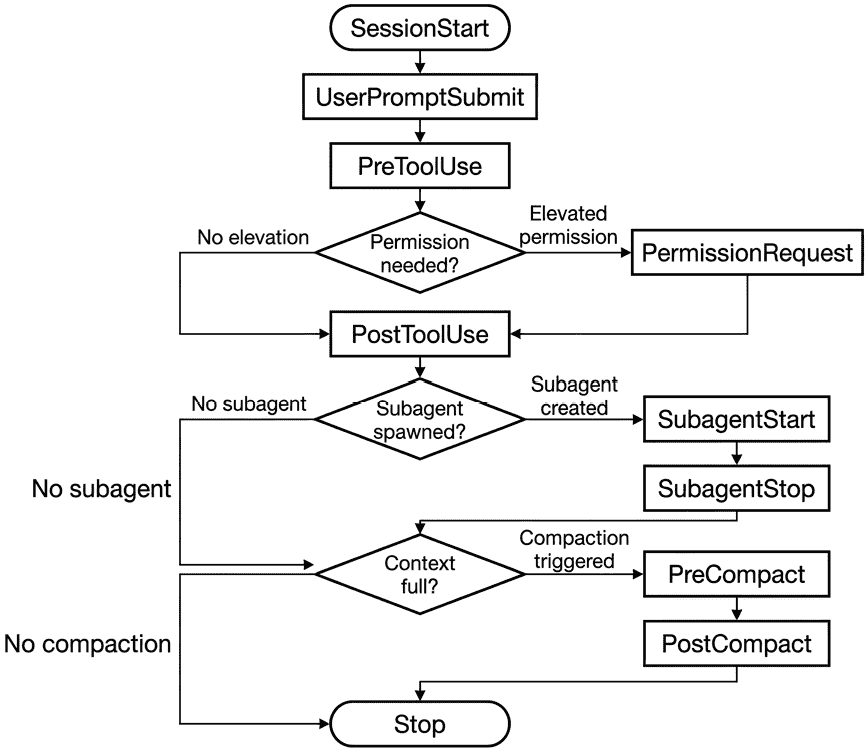 SessionStart
UserPromptSubmit
PreToolUse
No elevation
Permission
needed?
Elevated
permission
PermissionRequest
PostToolUse
No subagent
Subagent
spawned?
Subagent
created
SubagentStart
No subagent
SubagentStop
Context
full?
Compaction
triggered
PreCompact
No compaction
PostCompact
Stop